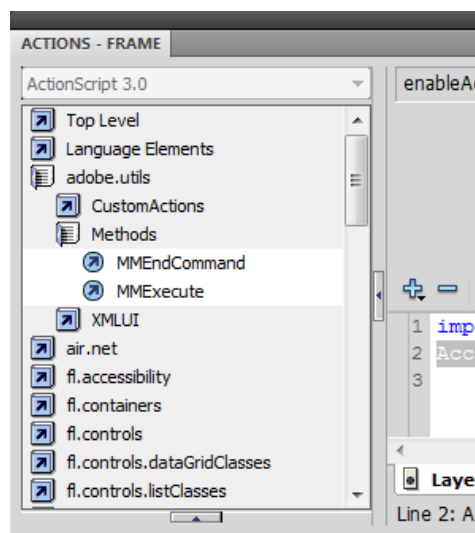 ACTIONS - FRAME
ActionScript 3.0
Top Level
Language Elements
adobe.utils
CustomActions
Methods
MMEndCommand
MMExecute
XMLUI
air.net
fl.accessibility
fl.containers
fl.controls
fl.controls.dataGridClasses
fl.controls.listClasses
enableA
1 imp
2 Acc
3
Laye
Line 2: A